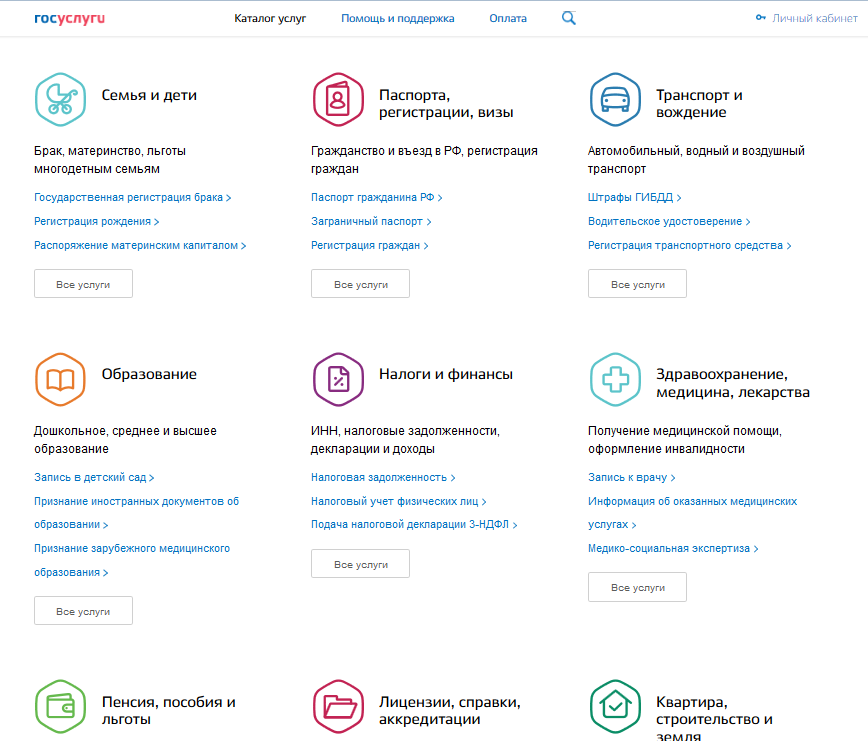 госуслуги
Каталог услуг
Помощь и поддержка
Оплата
Личный кабинет
Семья и дети
Брак, материнство, льготы
многодетным семьям
Государственная регистрация брака >
Регистрация рождения >
Распоряжение материнским капиталом >
Все услуги
Паспорта,
регистрации, визы
Гражданство и въезд в РФ, регистрация
граждан
Паспорт гражданина РФ >
Заграничный паспорт >
Регистрация граждан >
Все услуги
Транспорт и
вождение
Автомобильный, водный и воздушный
транспорт
Штрафы ГИБДД >
Водительское удостоверение >
Регистрация транспортного средства >
Все услуги
Образование
Дошкольное, среднее и высшее
образование
Запись в детский сад >
Признание иностранных документов об
образовании >
Признание зарубежного медицинского
образования >
Все услуги
Налоги и финансы
ИНН, налоговые задолженности,
декларации и доходы
Налоговая задолженность >
Налоговый учет физических лиц >
Подача налоговой декларации 3-НДФЛ >
Все услуги
Здравоохранение,
медицина, лекарства
Получение медицинской помощи,
оформление инвалидности
Запись к врачу >
Информация об оказанных медицинских
услугах >
Медико-социальная экспертиза >
Все услуги
Пенсия, пособия и
льготы
Лицензии, справки,
аккредитации
Квартира,
строительство и
земля